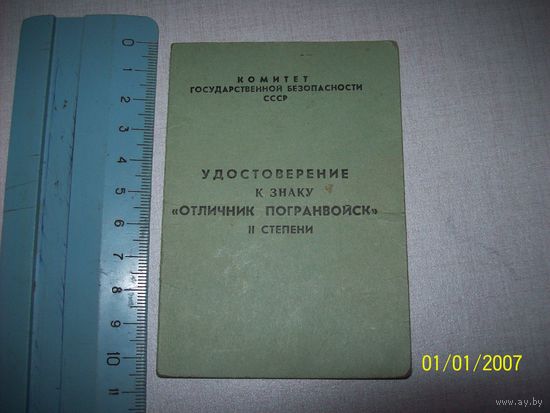 КОМИТЕТ
ГОСУДАРСТВЕННОЙ БЕЗОПАСНОСТИ
СССР
УДОСТОВЕРЕНИЕ
К ЗНАКУ
«ОТЛИЧНИК ПОГРАНВОЙСК»
II СТЕПЕНИ
0
1
2
3
4
5
6
7
8
9
10
11
01/01/2007
www.ay.by